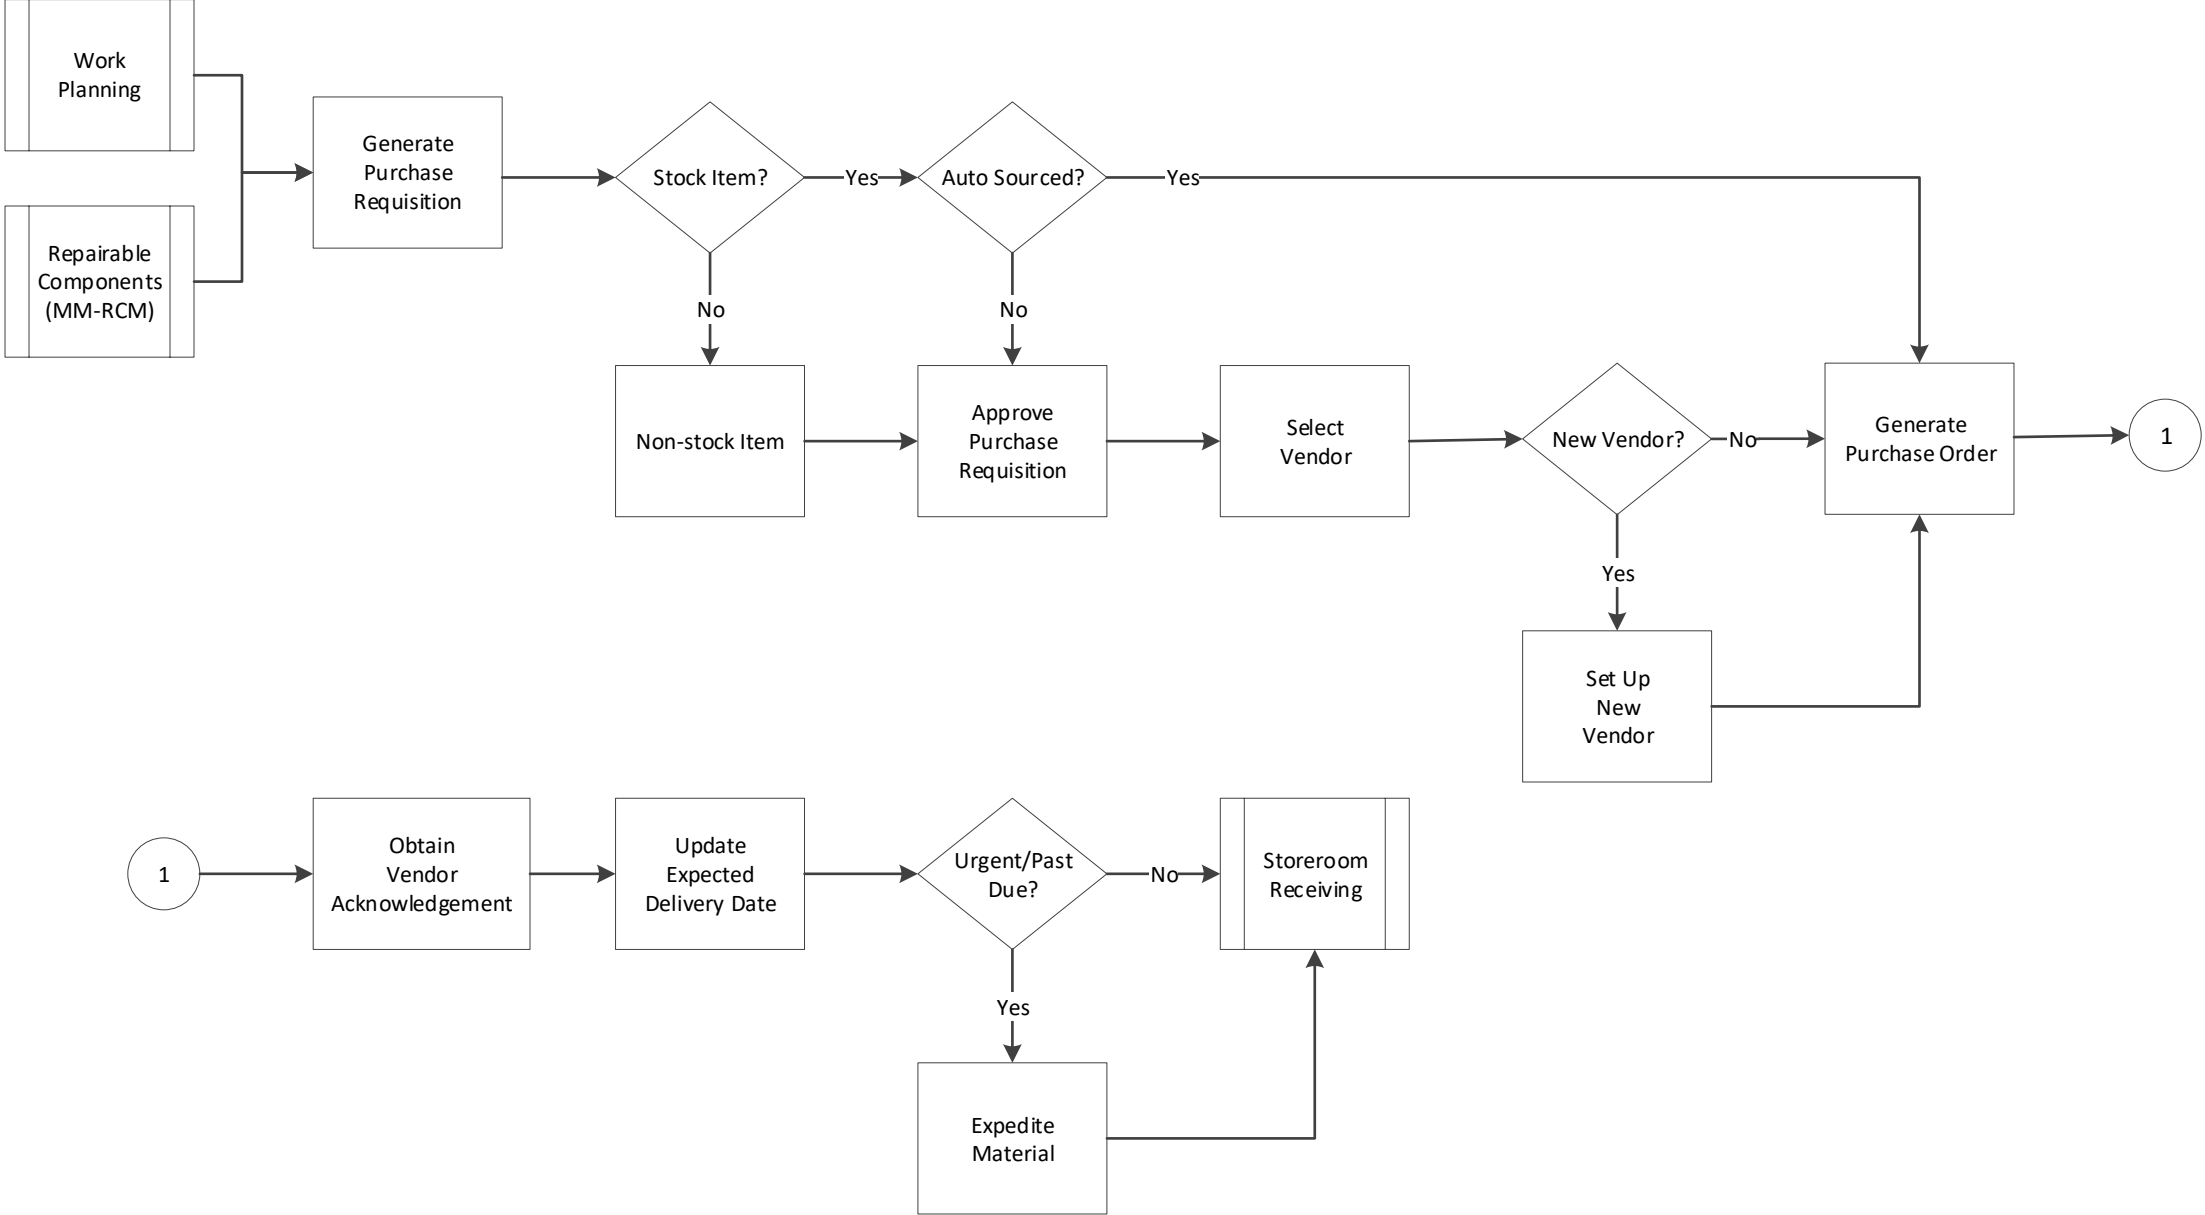 Work
Planning
Repairable
Components
(MM-RCM)
Generate
Purchase
Requisition
Stock Item?
Yes
Auto Sourced?
Yes
No
No
Non-stock Item
Approve
Purchase
Requisition
Select
Vendor
New Vendor?
No
Generate
Purchase Order
1
Yes
Set Up
New
Vendor
1
Obtain
Vendor
Acknowledgement
Update
Expected
Delivery Date
Urgent/Past
Due?
No
Storeroom
Receiving
Yes
Expedite
Material